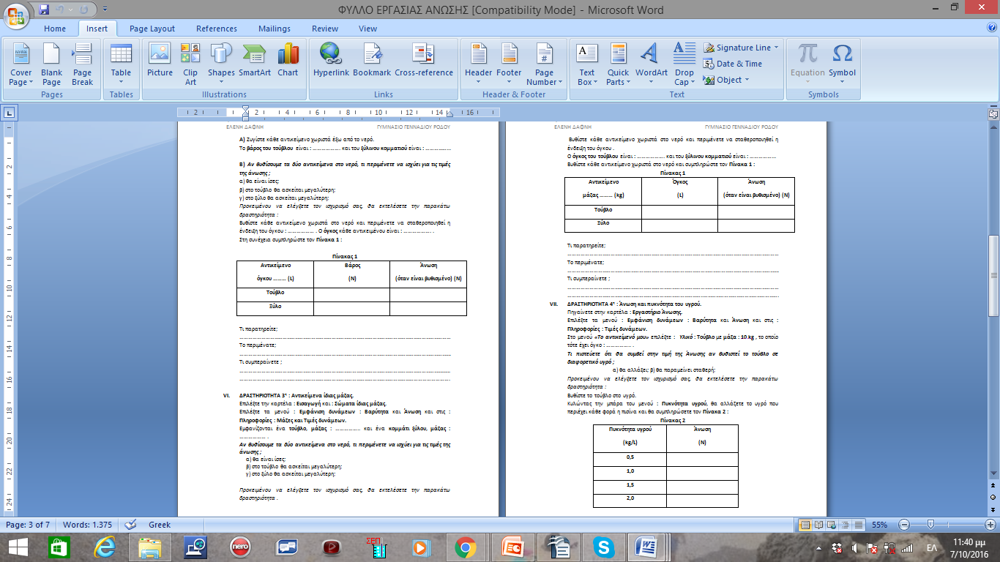 ΦΥΛΛΟ ΕΡΓΑΣΙΑΣ ΑΝΩΣΗΣ [Compatibility Mode] - Microsoft Word
Home Insert Page Layout References Mailings Review View
Cover Page
Blank Page
Page Break
Pages
Table
Tables
Picture
Clip Art
Shapes
SmartArt
Chart
Illustrations
Hyperlink
Bookmark
Cross-reference
Links
Header
Footer
Page Number
Header & Footer
Text Box
Quick Parts
WordArt
Drop Cap
Signature Line
Date & Time
Object
Text
Equation
Symbol
Symbols
2 2 4 6 8 10 12 14 16
ΕΛΕΝΗ ΔΑΦΝΗ ΓΥΜΝΑΣΙΟ ΓΕΝΝΑΔΙΟΥ ΡΟΔΟΥ
Α) Ζυγίστε κάθε αντικείμενο χωριστά έξω από το νερό.
Το βάρος του τούβλου είναι : ................... και του ξύλινου κομματιού είναι : ..................
Β) Αν βυθίσουμε τα δύο αντικείμενα στο νερό, τι περιμένετε να ισχύει για τις τιμές
της άνωσης ;
α) θα είναι ίσες;
β) στο τούβλο θα ασκείται μεγαλύτερη;
γ) στο ξύλο θα ασκείται μεγαλύτερη;
Προκειμένου να ελέγξετε τον ισχυρισμό σας, θα εκτελέσετε την παρακάτω
δραστηριότητα :
Βυθίστε κάθε αντικείμενο χωριστά στο νερό και περιμένετε να σταθεροποιηθεί η
ένδειξη του όγκου : .................. . Ο όγκος κάθε αντικειμένου είναι : .................. .
Στη συνέχεια συμπληρώστε τον Πίνακα 1 :
Πίνακας 1
Αντικείμενο Βάρος Άνωση
όγκου ......... (L) (N) (όταν είναι βυθισμένο) (N)
Τούβλο
Ξύλο
Τι παρατηρείτε;
Το περιμένατε;
Τι συμπεραίνετε ;
VI. ΔΡΑΣΤΗΡΙΟΤΗΤΑ 3η : Αντικείμενα ίδιας μάζας.
Επιλέξτε την καρτέλα : Εισαγωγή και : Σώματα ίδιας μάζας.
Επιλέξτε τα μενού : Εμφάνιση δυνάμεων : Βαρύτητα και Άνωση και στις :
Πληροφορίες : Μάζες και Τιμές δυνάμεων.
Εμφανίζονται ένα τούβλο, μάζας : .................. και ένα κομμάτι ξύλου, μάζας :
.................. .
Αν βυθίσουμε τα δύο αντικείμενα στο νερό, τι περιμένετε να ισχύει για τις τιμές της
άνωσης ;
α) θα είναι ίσες;
β) στο τούβλο θα ασκείται μεγαλύτερη;
γ) στο ξύλο θα ασκείται μεγαλύτερη;
Προκειμένου να ελέγξετε τον ισχυρισμό σας, θα εκτελέσετε την παρακάτω
δραστηριότητα .
ΕΛΕΝΗ ΔΑΦΝΗ ΓΥΜΝΑΣΙΟ ΓΕΝΝΑΔΙΟΥ ΡΟΔΟΥ
Βυθίστε κάθε αντικείμενο χωριστά στο νερό και περιμένετε να σταθεροποιηθεί η
ένδειξη του όγκου .
Ο όγκος του τούβλου είναι : ................... και του ξύλινου κομματιού είναι : ..................
Βυθίστε κάθε αντικείμενο χωριστά στο νερό και συμπληρώστε τον Πίνακα 1 :
Πίνακας 1
Αντικείμενο Όγκος Άνωση
μάζας ......... (kg) (L) (όταν είναι βυθισμένο) (N)
Τούβλο
Ξύλο
Τι παρατηρείτε;
Το περιμένατε;
Τι συμπεραίνετε ;
VII. ΔΡΑΣΤΗΡΙΟΤΗΤΑ 4η : Άνωση και πυκνότητα του υγρού.
Πηγαίνετε στην καρτέλα : Εργαστήριο Άνωσης.
Επιλέξτε τα μενού : Εμφάνιση δυνάμεων : Βαρύτητα και Άνωση και στις :
Πληροφορίες : Τιμές δυνάμεων.
Στο μενού «Το αντικείμενό μου» επιλέξτε : Υλικό : Τούβλο με μάζα : 10 kg , το οποίο
τότε έχει όγκο : ................. .
Τι πιστεύετε ότι θα συμβεί στην τιμή της Άνωσης αν βυθιστεί το τούβλο σε
διαφορετικό υγρό ;
α) θα αλλάξει; β) θα παραμείνει σταθερή;
Προκειμένου να ελέγξετε τον ισχυρισμό σας, θα εκτελέσετε την παρακάτω
δραστηριότητα :
Βυθίστε το τούβλο στο υγρό.
Κυλώντας την μπάρα του μενού : Πυκνότητα υγρού, θα αλλάζετε το υγρό που
περιέχει κάθε φορά η πισίνα και θα συμπληρώσετε τον Πίνακα 2 :
Πίνακας 2
Πυκνότητα υγρού Άνωση
(kg/L) (N)
0,5
1,0
1,5
2,0
Page: 3 of 7 Words: 1.375 Greek 55%
ΕΛ 11:40 μμ
7/10/2016